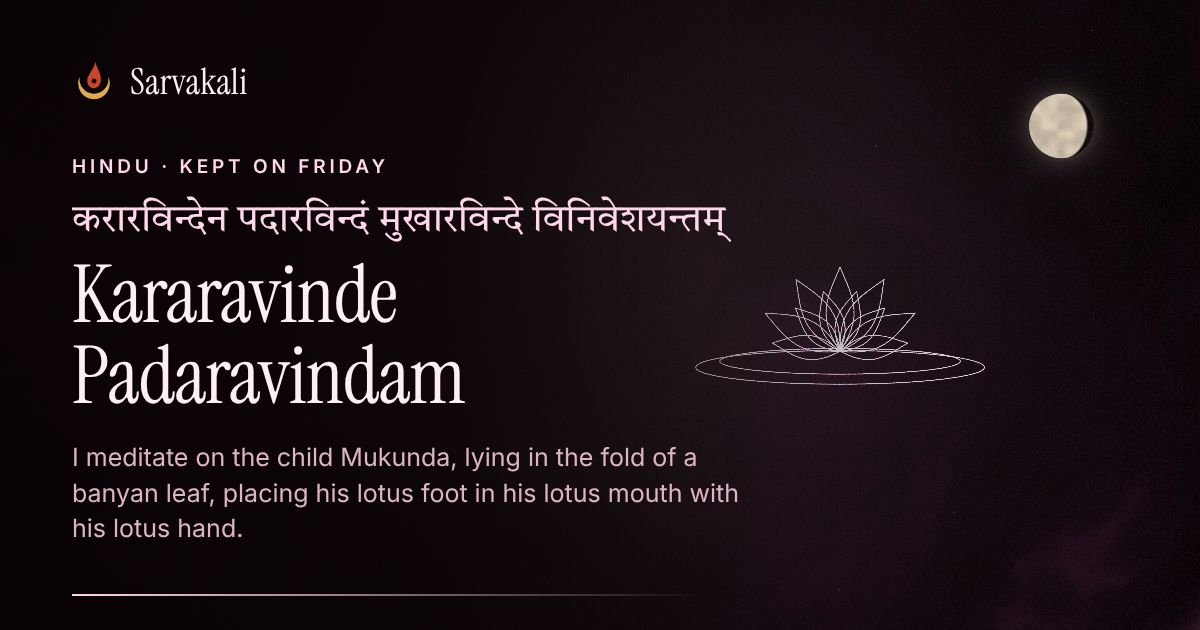 Sarvakali
HINDU · KEPT ON FRIDAY
करारविन्देन पदारविन्दं मुखारविन्दे विनिवेशयन्तम्
Kararavinde
Padaravindam
I meditate on the child Mukunda, lying in the fold of a
banyan leaf, placing his lotus foot in his lotus mouth with
his lotus hand.